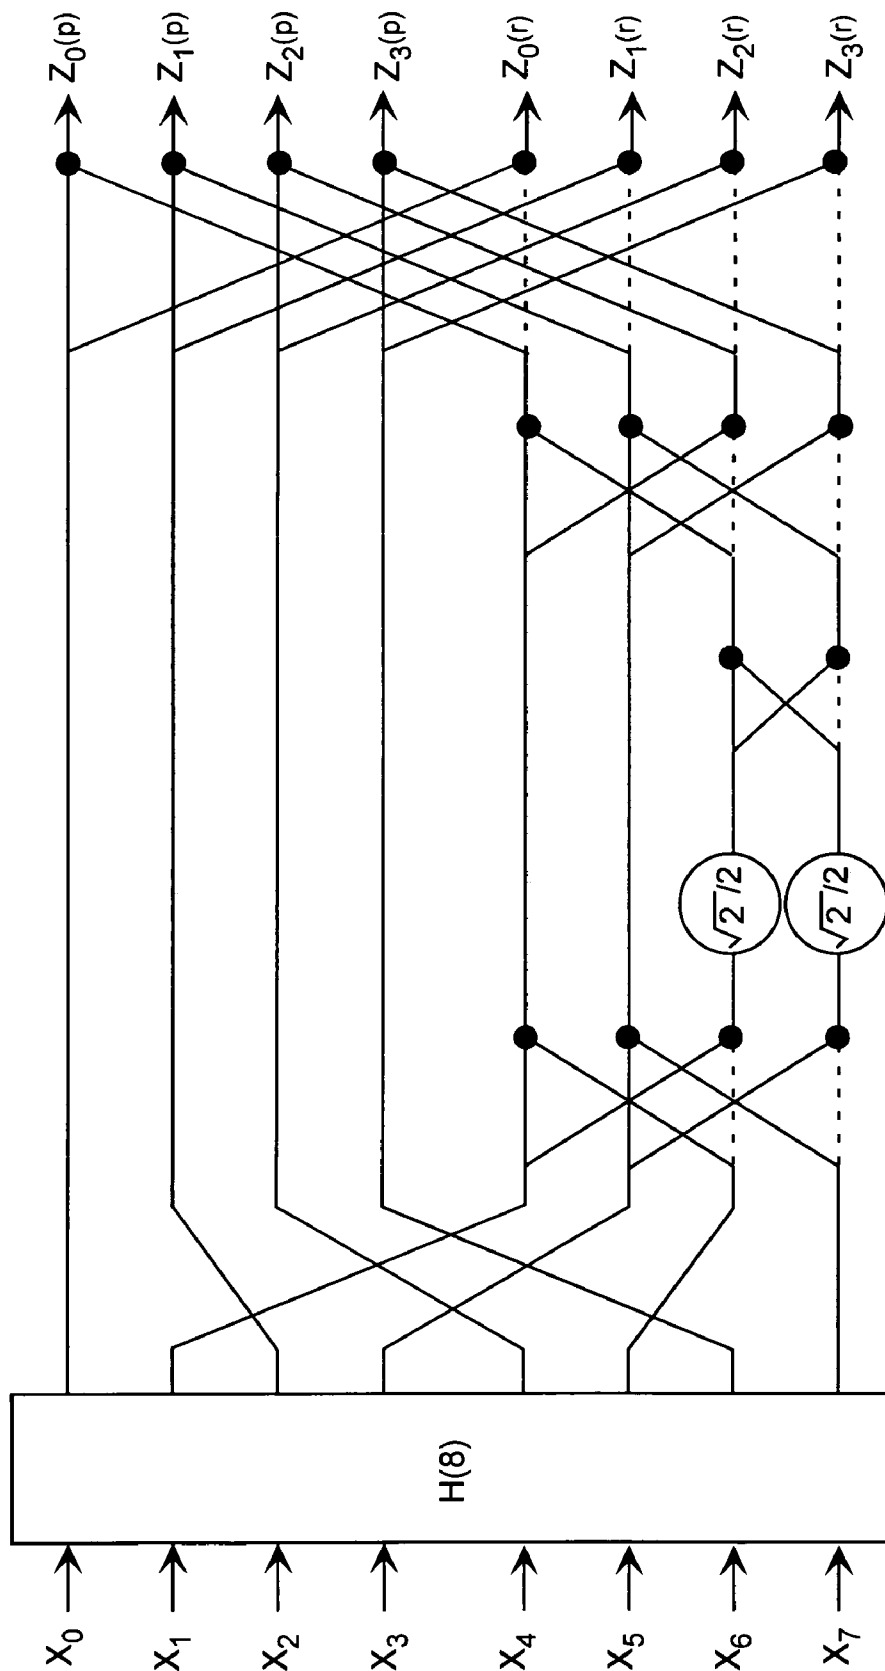 X₀
X₁
X₂
X₃
X₄
X₅
X₆
X₇
H(8)
√2/2
√2/2
Z₀(p)
Z₁(p)
Z₂(p)
Z₃(p)
Z₀(r)
Z₁(r)
Z₂(r)
Z₃(r)